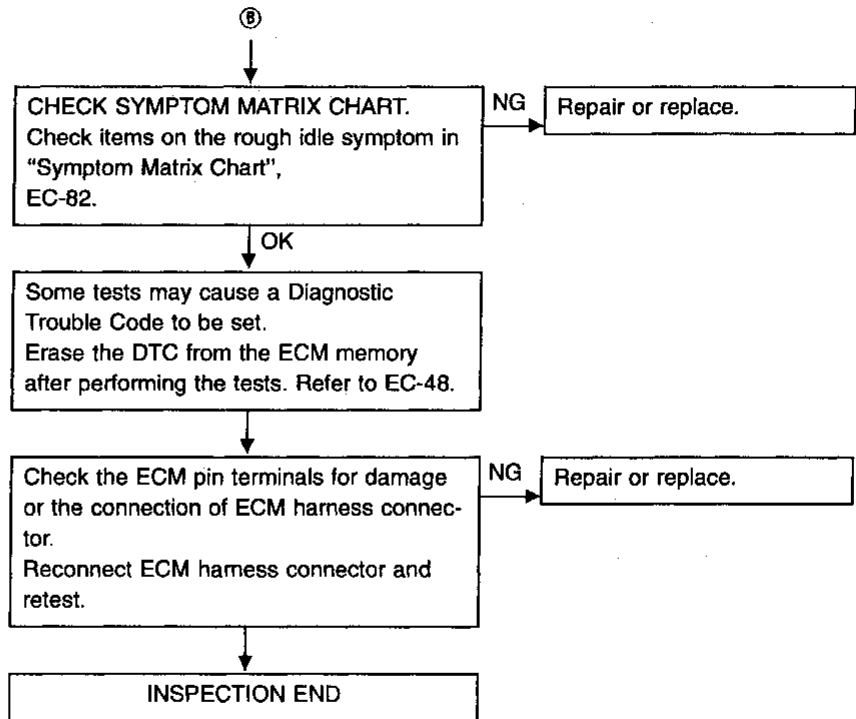 Ⓑ
CHECK SYMPTOM MATRIX CHART.
Check items on the rough idle symptom in
"Symptom Matrix Chart",
EC-82.
NG
Repair or replace.
OK
Some tests may cause a Diagnostic
Trouble Code to be set.
Erase the DTC from the ECM memory
after performing the tests. Refer to EC-48.
Check the ECM pin terminals for damage
or the connection of ECM harness connec-
tor.
Reconnect ECM harness connector and
retest.
NG
Repair or replace.
INSPECTION END